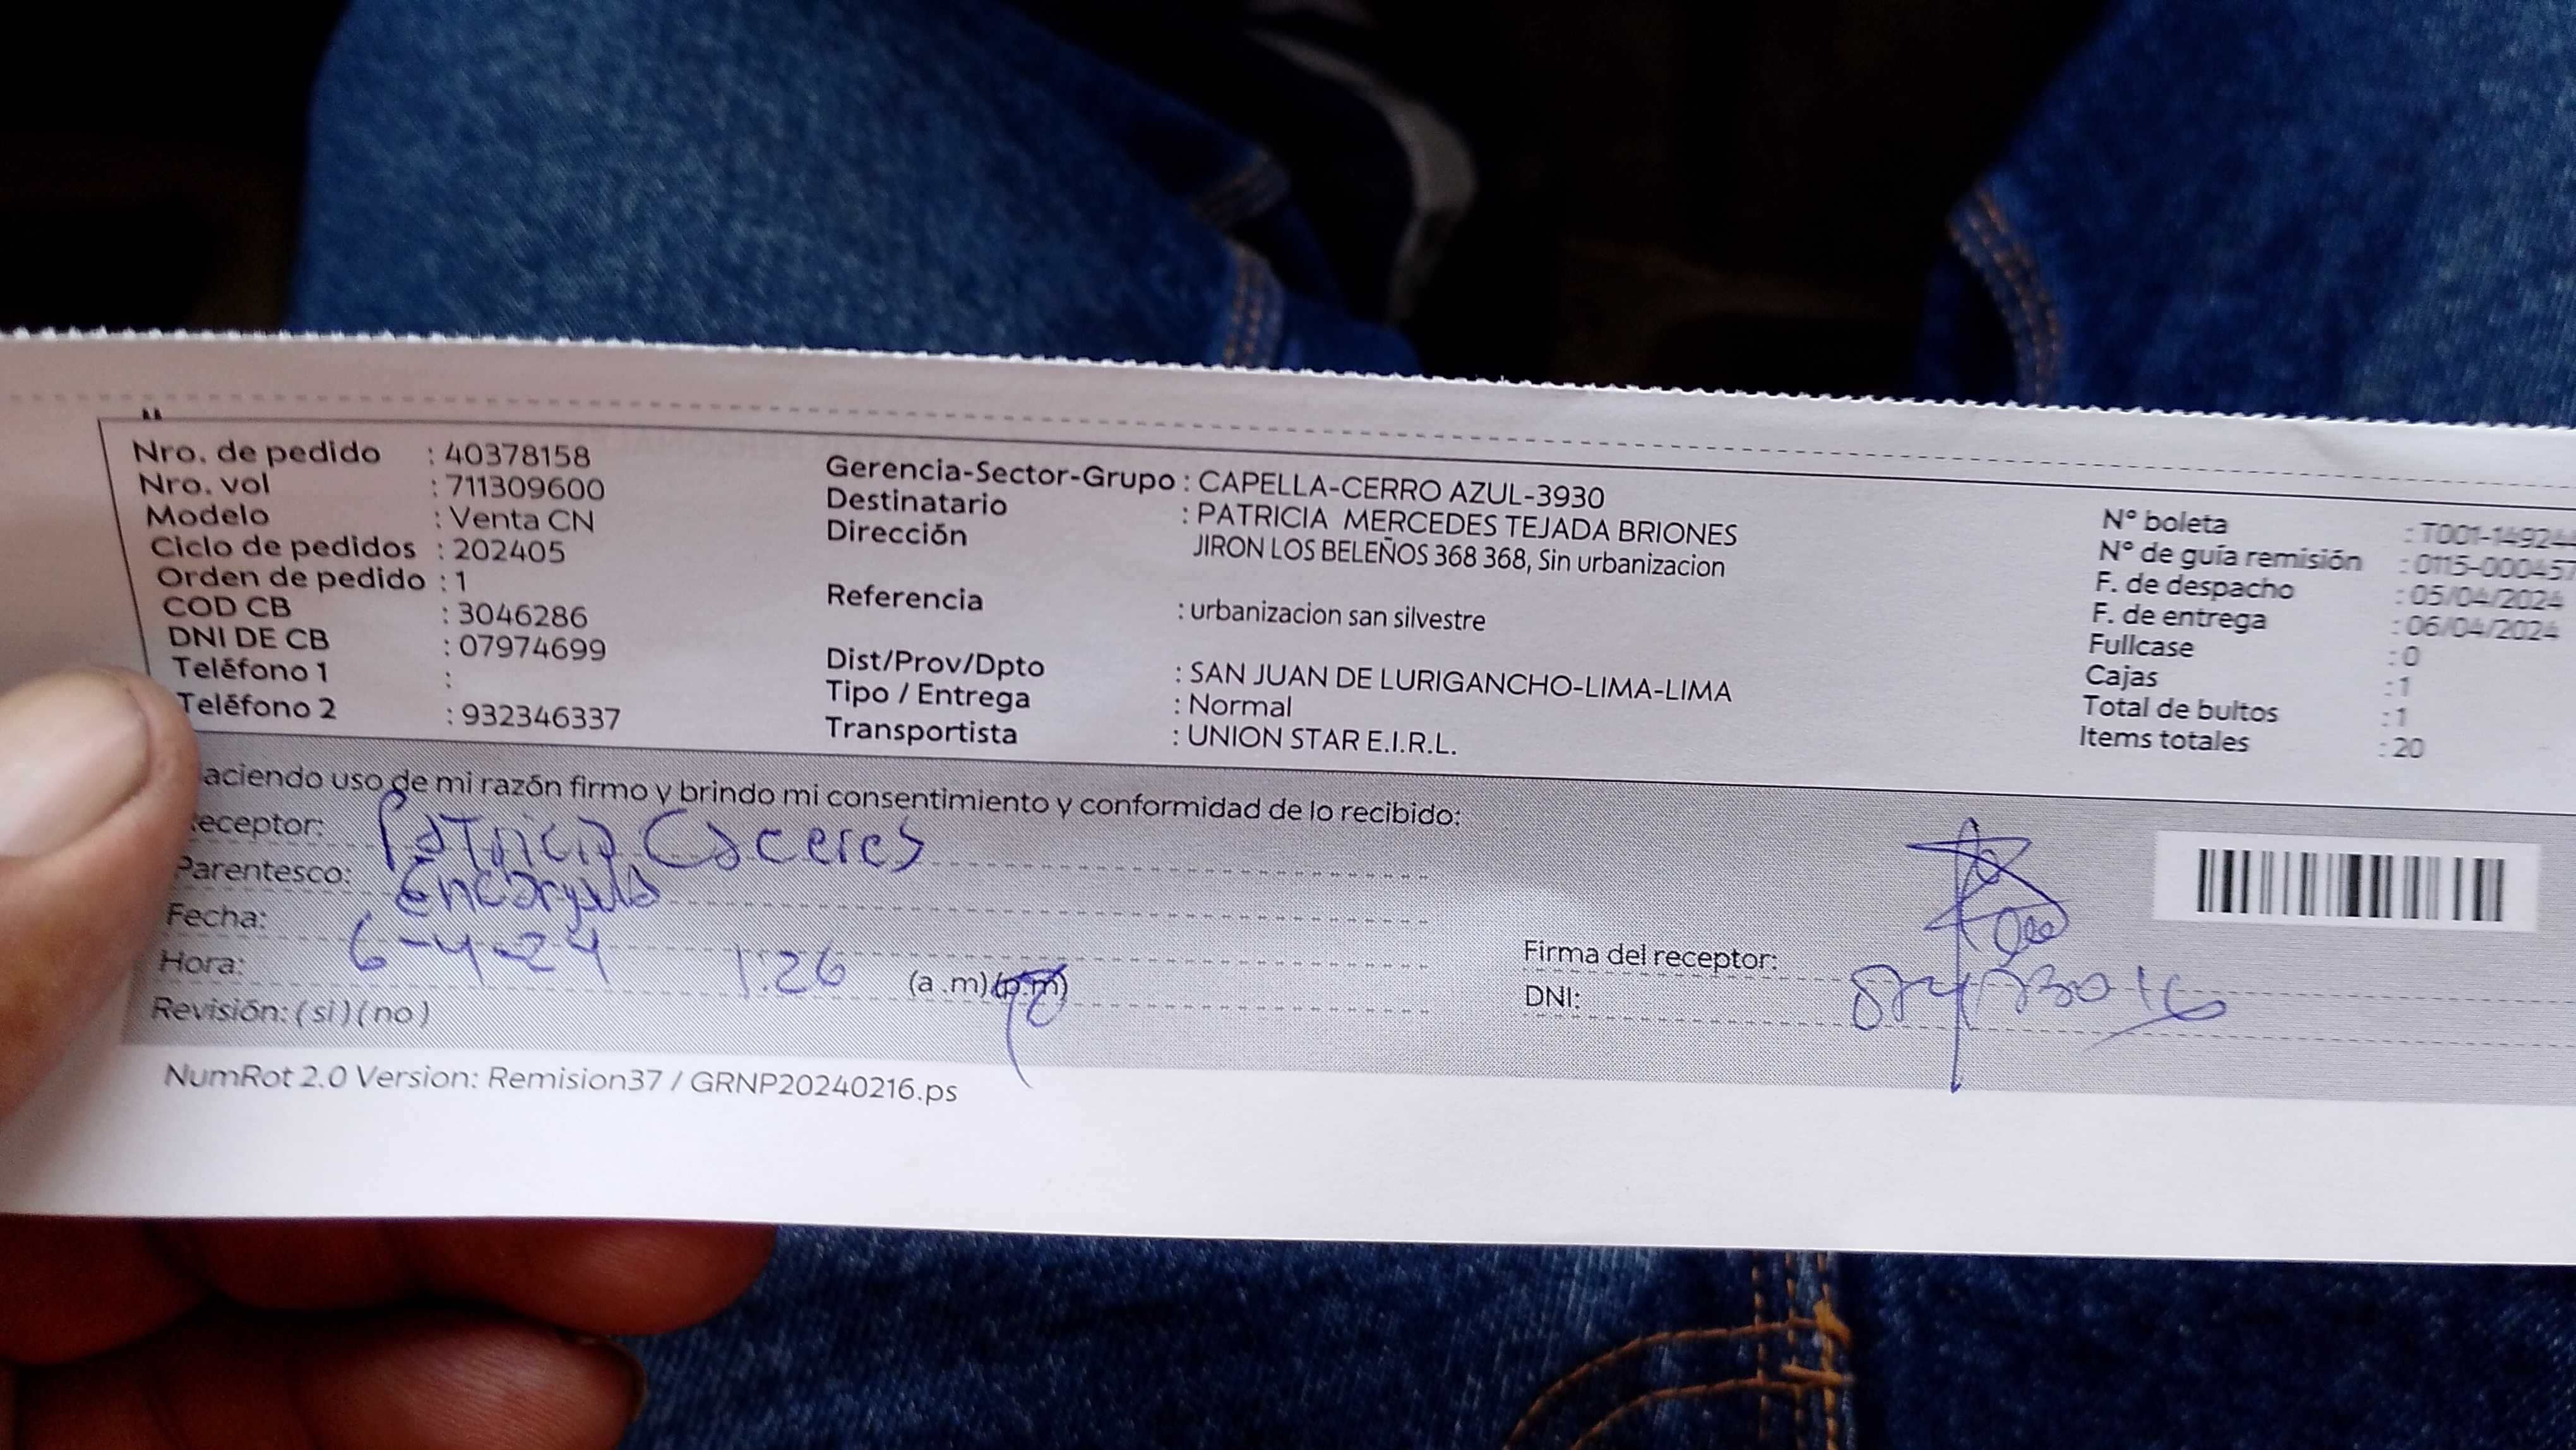 Nro. de pedido : 40378158
Nro. vol : 711309600
Modelo : Venta CN
Ciclo de pedidos : 202405
Orden de pedido : 1
COD CB : 3046286
DNI DE CB : 07974699
Teléfono 1 :
Teléfono 2 : 932346337
Gerencia-Sector-Grupo : CAPELLA-CERRO AZUL-3930
Destinatario : PATRICIA MERCEDES TEJADA BRIONES
Dirección JIRON LOS BELEÑOS 368 368, Sin urbanizacion
Referencia : urbanizacion san silvestre
Dist/Prov/Dpto : SAN JUAN DE LURIGANCHO-LIMA-LIMA
Tipo / Entrega : Normal
Transportista : UNION STAR E.I.R.L.
N° boleta : T001-149244
N° de guía remisión : 0115-000457
F. de despacho : 05/04/2024
F. de entrega : 06/04/2024
Fullcase : 0
Cajas : 1
Total de bultos : 1
Items totales : 20
aciendo uso de mi razón firmo y brindo mi consentimiento y conformidad de lo recibido:
eceptor: Patricia Caceres
Parentesco: Encargada
Fecha: 6-4-24
Hora: 1:26 (a.m)(p.m)
Revisión: (si)(no)
Firma del receptor:
DNI:
NumRot 2.0 Version: Remision37 / GRNP20240216.ps